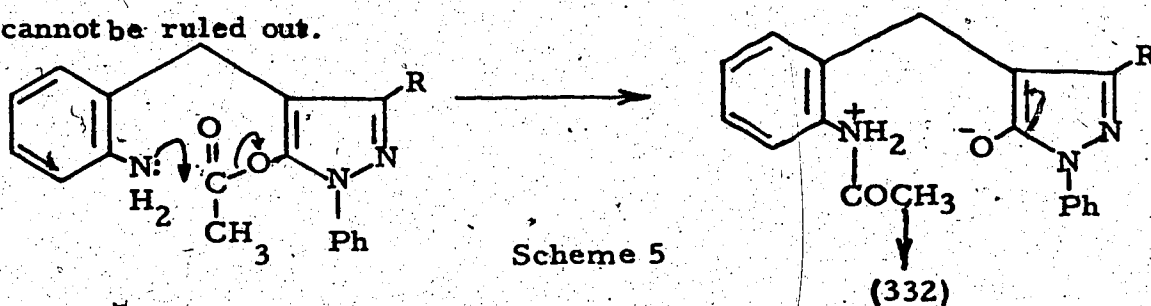 cannot be ruled out.
R
O
N:
H2
C
O
N
N
CH3
Ph
R
+
NH2
-O
N
N
COCH3
Ph
Scheme 5
(332)